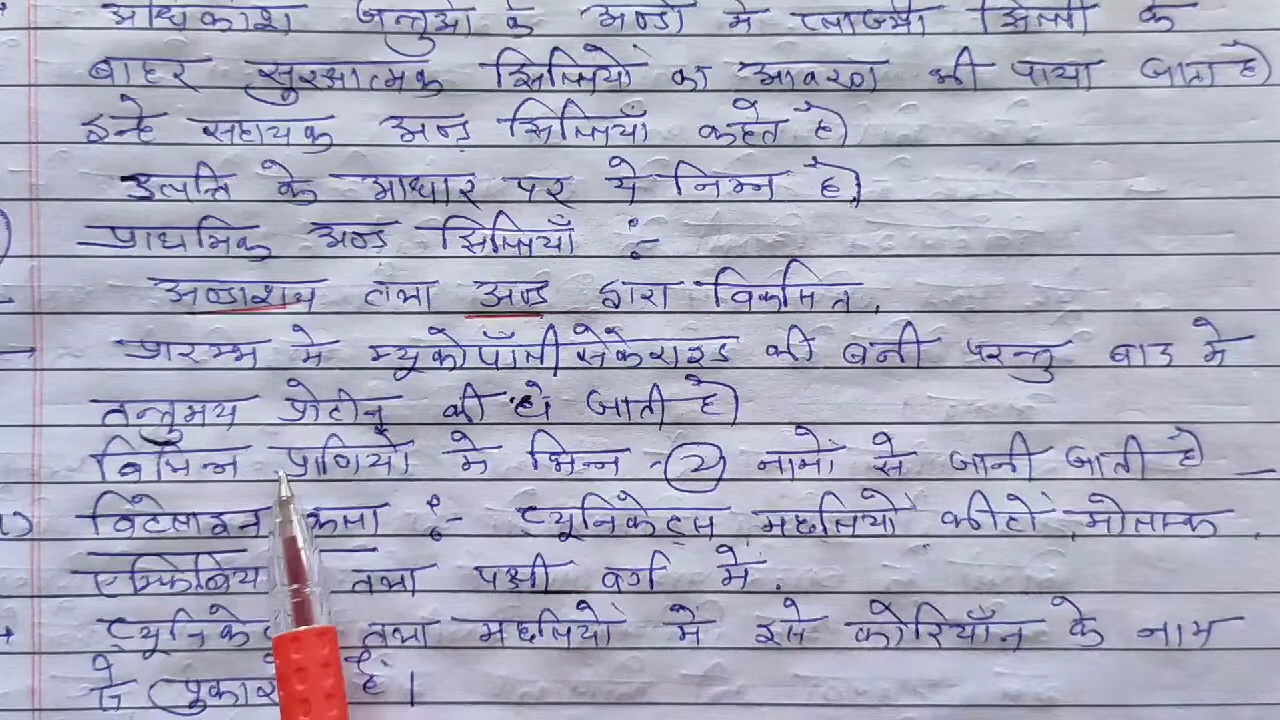 अधिकांश जन्तुओं के अण्डों में प्लाज्मा झिल्ली के
बाहर सुरक्षात्मक झिल्लियों का आवरण भी पाया जाता है
इन्हे सहायक अण्ड झिल्लियाँ कहते है
उत्पत्ति के आधार पर ये निम्न है,
प्राथमिक अण्ड झिल्लियाँ :-
अण्डाशय तथा अण्ड द्वारा विकसित,
→ प्रारम्भ मे म्यूकोपॉलीसेकेराइड की बनी परन्तु बाद मे
तन्तुमय प्रोटीन की हो जाती है
विभिन्न प्राणियो मे भिन्न -② नामों से जानी जाती है –
विटेलाइन कला :- ट्यूनिकेट्स, मछलियों कीटों, मोलस्क,
एम्फिबिय तथा पक्षी वर्ग में.
ट्यूनिके तथा मछलियों में इसे कोरियॉन के नाम
से पुकार हैं।